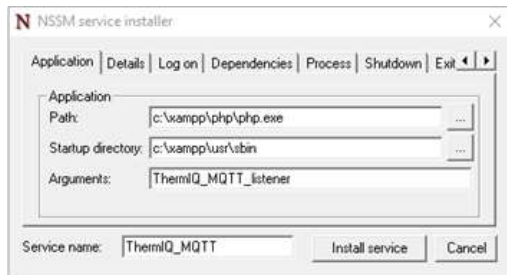 NSSM service installer
Application Details Log on Dependencies Process Shutdown Exit
Application
Path: c:\xampp\php\php.exe ...
Startup directory: c:\xampp\usr\sbin ...
Arguments: ThermIQ_MQTT_listener
Service name: ThermIQ_MQTT Install service Cancel